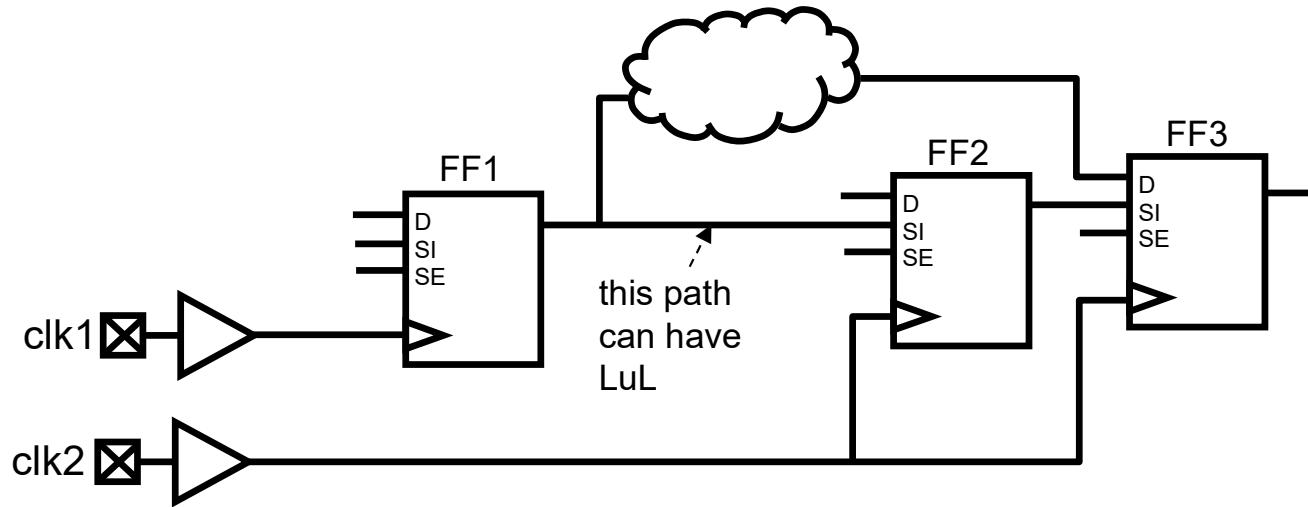 FF1
D
SI
SE
FF2
D
SI
SE
FF3
D
SI
SE
this path
can have
LuL
clk1
clk2